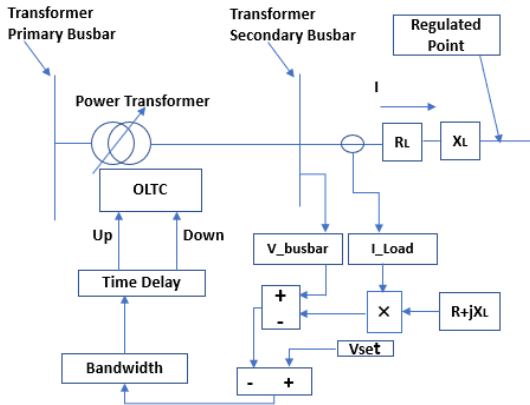 Transformer
Primary Busbar
Transformer
Secondary Busbar
Regulated
Point
Power Transformer
I
RL
XL
OLTC
Up
Down
V_busbar
I_Load
Time Delay
+
-
×
R+jXL
Vset
Bandwidth
- +